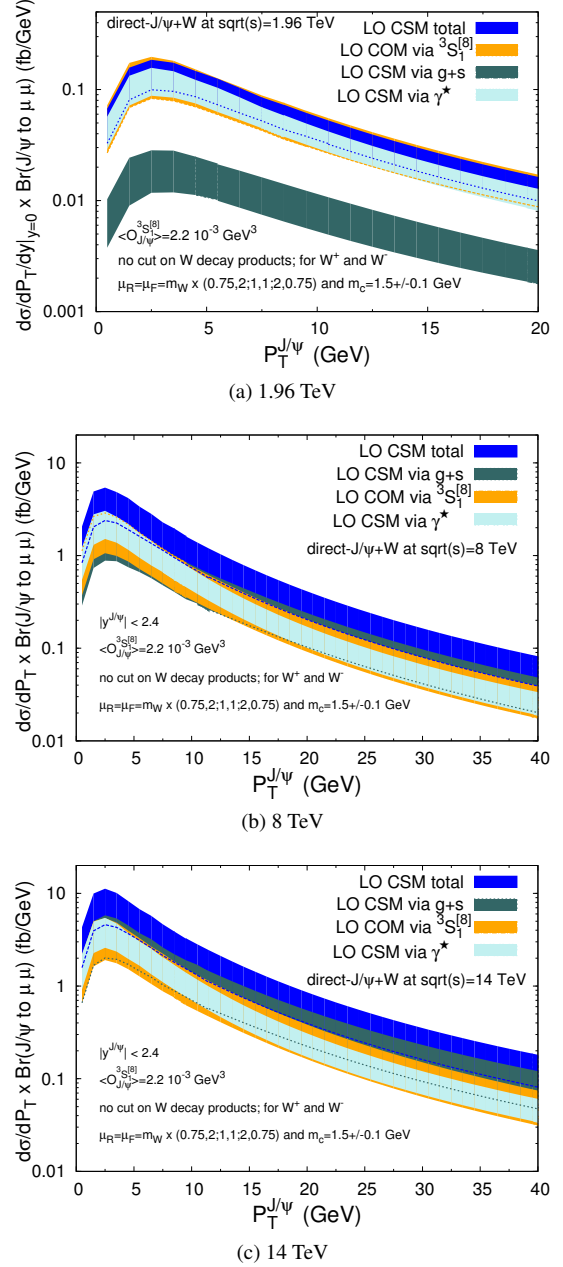 direct-J/ψ+W at sqrt(s)=1.96 TeV
LO CSM total
LO COM via ³S₁^[8]
LO CSM via g+s
LO CSM via γ*
dσ/dP_T/dy|_y=0 x Br(J/ψ to μ μ) (fb/GeV)
0.1
0.01
0.001
<O_J/ψ^³S₁^[8]>=2.2 10⁻³ GeV³
no cut on W decay products; for W⁺ and W⁻
μ_R=μ_F=m_W x (0.75,2;1,1;2,0.75) and m_c=1.5+/-0.1 GeV
0 5 10 15 20
P_T^J/ψ (GeV)
(a) 1.96 TeV
LO CSM total
LO CSM via g+s
LO COM via ³S₁^[8]
LO CSM via γ*
direct-J/ψ+W at sqrt(s)=8 TeV
dσ/dP_T x Br(J/ψ to μ μ) (fb/GeV)
10
1
0.1
0.01
|y^J/ψ| < 2.4
<O_J/ψ^³S₁^[8]>=2.2 10⁻³ GeV³
no cut on W decay products; for W⁺ and W⁻
μ_R=μ_F=m_W x (0.75,2;1,1;2,0.75) and m_c=1.5+/-0.1 GeV
0 5 10 15 20 25 30 35 40
P_T^J/ψ (GeV)
(b) 8 TeV
LO CSM total
LO CSM via g+s
LO COM via ³S₁^[8]
LO CSM via γ*
direct-J/ψ+W at sqrt(s)=14 TeV
dσ/dP_T x Br(J/ψ to μ μ) (fb/GeV)
10
1
0.1
0.01
|y^J/ψ| < 2.4
<O_J/ψ^³S₁^[8]>=2.2 10⁻³ GeV³
no cut on W decay products; for W⁺ and W⁻
μ_R=μ_F=m_W x (0.75,2;1,1;2,0.75) and m_c=1.5+/-0.1 GeV
0 5 10 15 20 25 30 35 40
P_T^J/ψ (GeV)
(c) 14 TeV